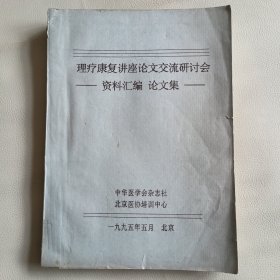 理疗康复讲座论文交流研讨会
资料汇编 论文集
中华医学会杂志社
北京医协培训中心
一九九五年五月 北京